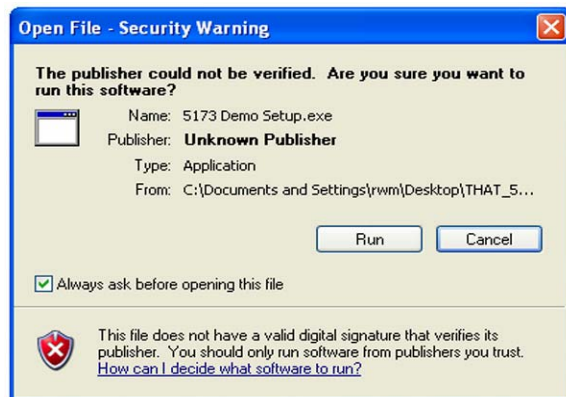 Open File - Security Warning
The publisher could not be verified. Are you sure you want to
run this software?
Name: 5173 Demo Setup.exe
Publisher: Unknown Publisher
Type: Application
From: C:\Documents and Settings\rwm\Desktop\THAT_5...
Run
Cancel
Always ask before opening this file
This file does not have a valid digital signature that verifies its
publisher. You should only run software from publishers you trust.
How can I decide what software to run?